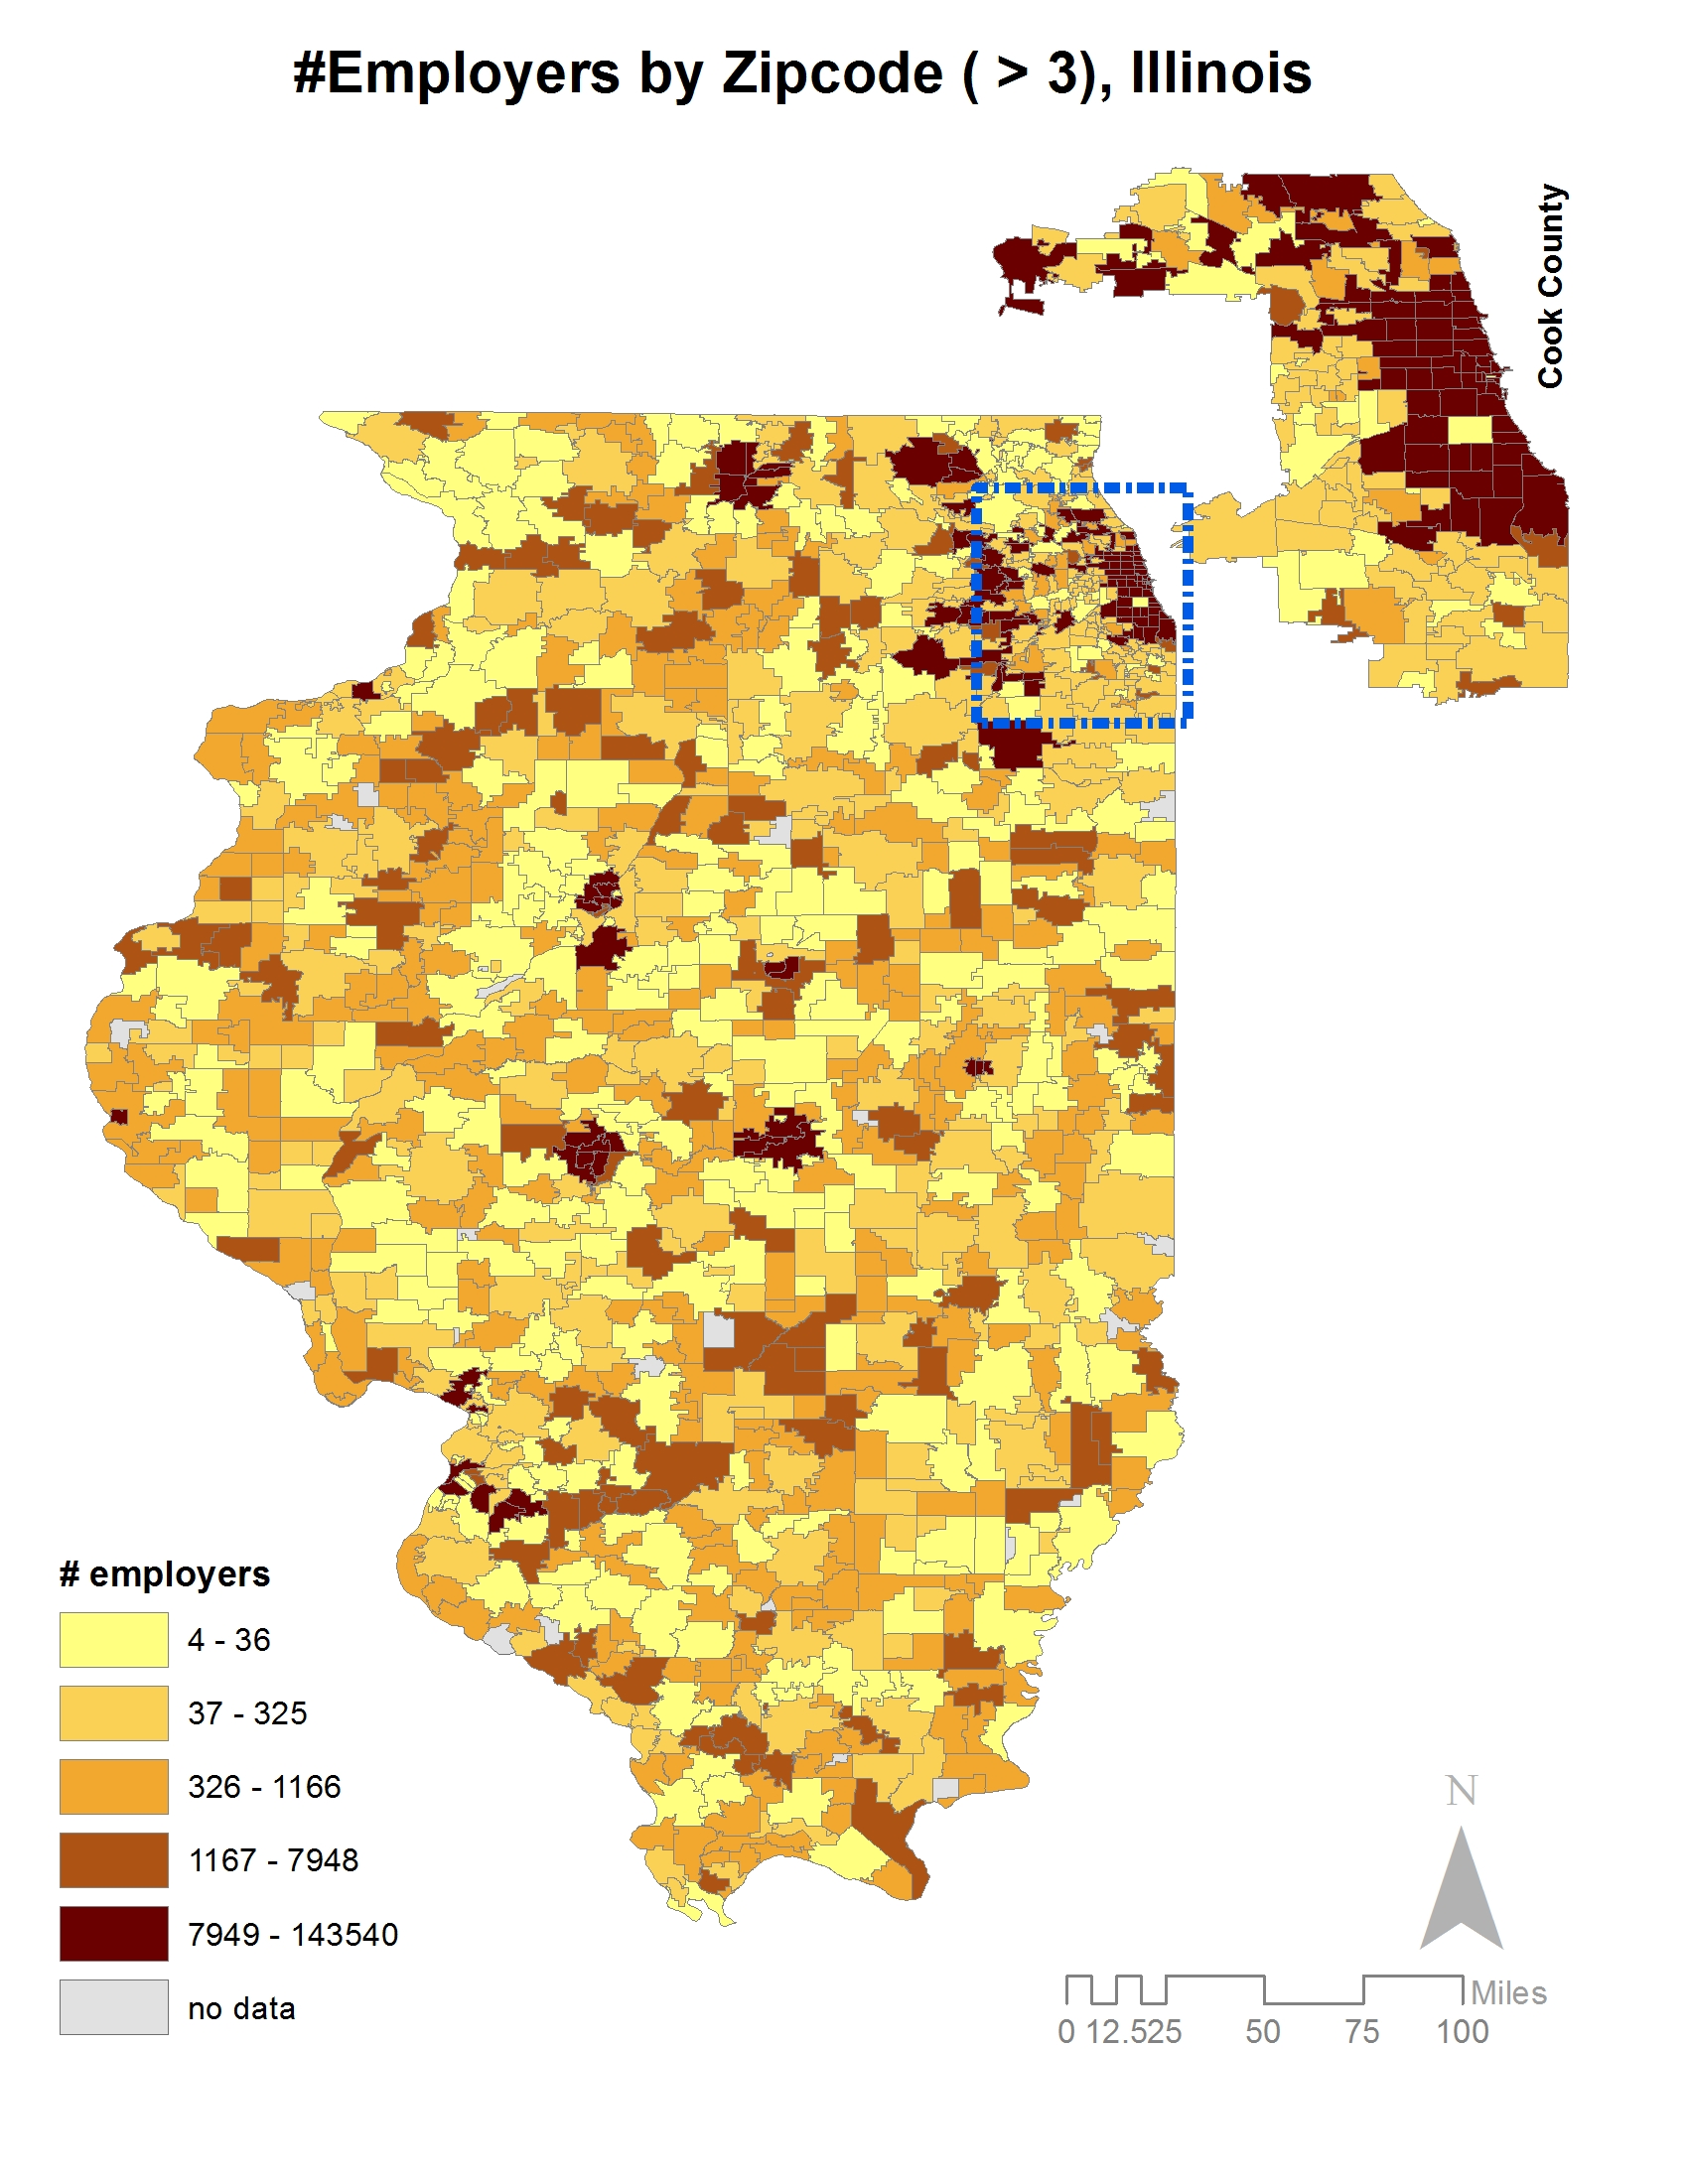 #Employers by Zipcode ( > 3), Illinois
Cook County
# employers
4 - 36
37 - 325
326 - 1166
1167 - 7948
7949 - 143540
no data
N
Miles
0 12.525 50 75 100